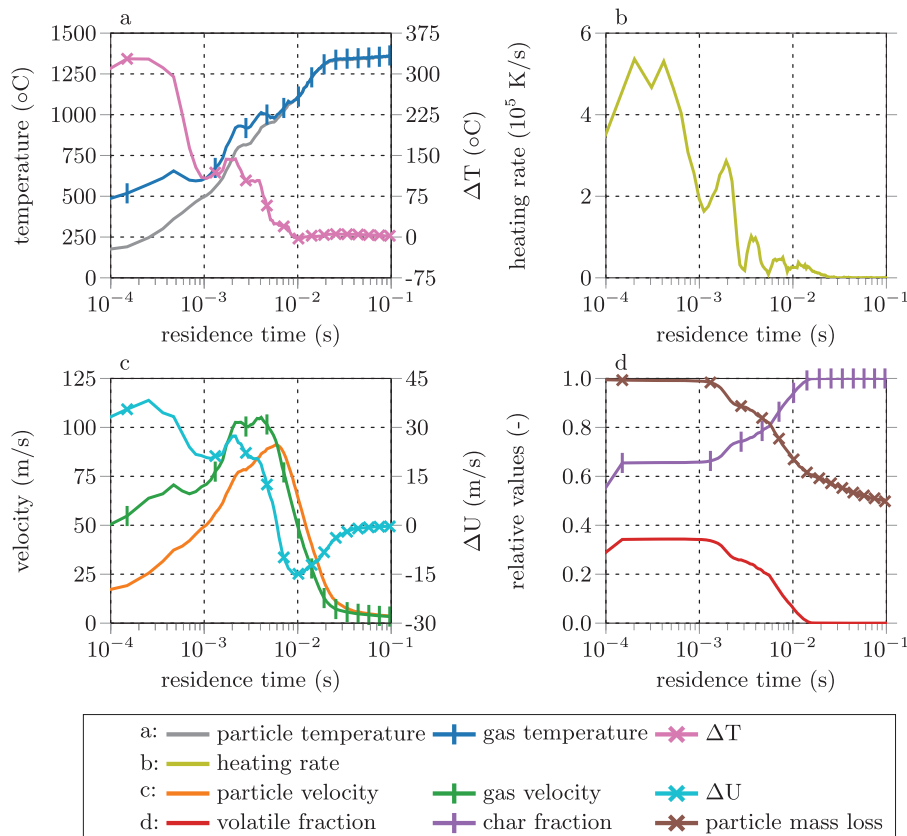 a
1500
1250
1000
750
500
250
0
temperature (∘C)
375
300
225
150
75
0
-75
ΔT (∘C)
10⁻⁴ 10⁻³ 10⁻² 10⁻¹
residence time (s)
b
6
4
2
0
heating rate (10⁵ K/s)
10⁻⁴ 10⁻³ 10⁻² 10⁻¹
residence time (s)
c
125
100
75
50
25
0
velocity (m/s)
45
30
15
0
-15
-30
ΔU (m/s)
10⁻⁴ 10⁻³ 10⁻² 10⁻¹
residence time (s)
d
1.0
0.8
0.6
0.4
0.2
0.0
relative values (-)
10⁻⁴ 10⁻³ 10⁻² 10⁻¹
residence time (s)
a: particle temperature gas temperature ΔT
b: heating rate
c: particle velocity gas velocity ΔU
d: volatile fraction char fraction particle mass loss